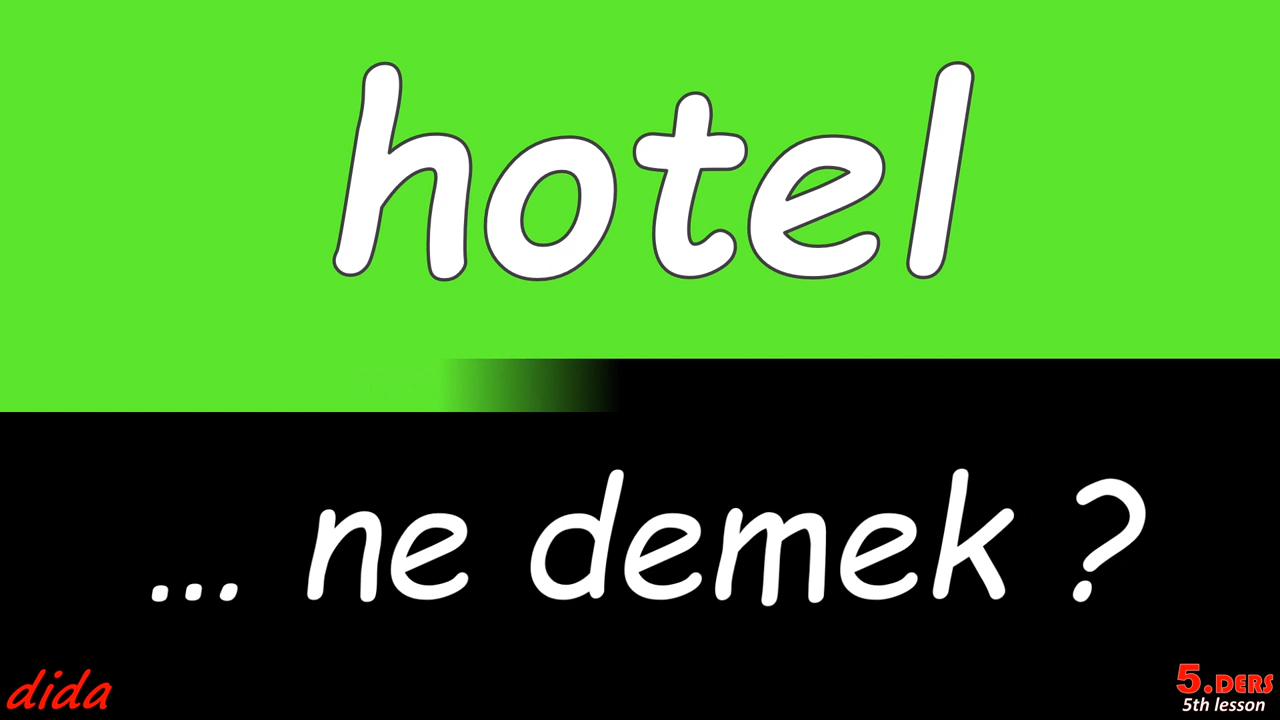 hotel
... ne demek ?
dida
5.DERS
5th lesson